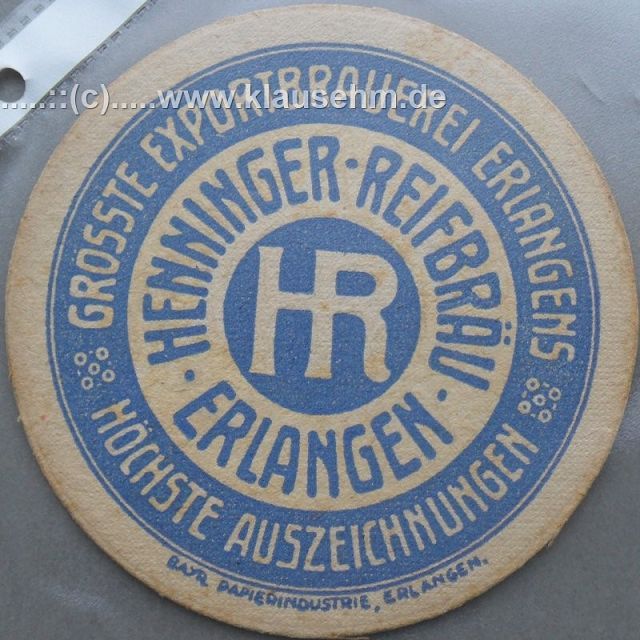 ......::(c).....www.klausehm.de
GROSSTE EXPORTBRAUEREI ERLANGENS
HENNINGER · REIFBRÄU
HR
· ERLANGEN ·
HÖCHSTE AUSZEICHNUNGEN
BAYR. PAPIERINDUSTRIE, ERLANGEN.